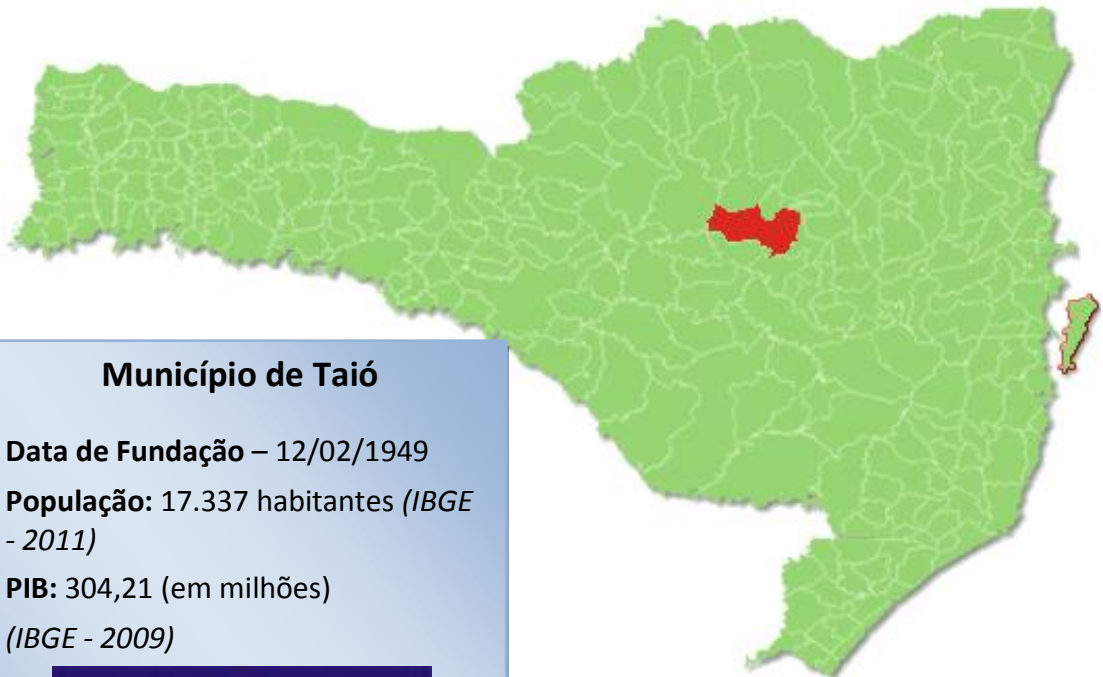 Município de Taió
Data de Fundação – 12/02/1949
População: 17.337 habitantes (IBGE
- 2011)
PIB: 304,21 (em milhões)
(IBGE - 2009)